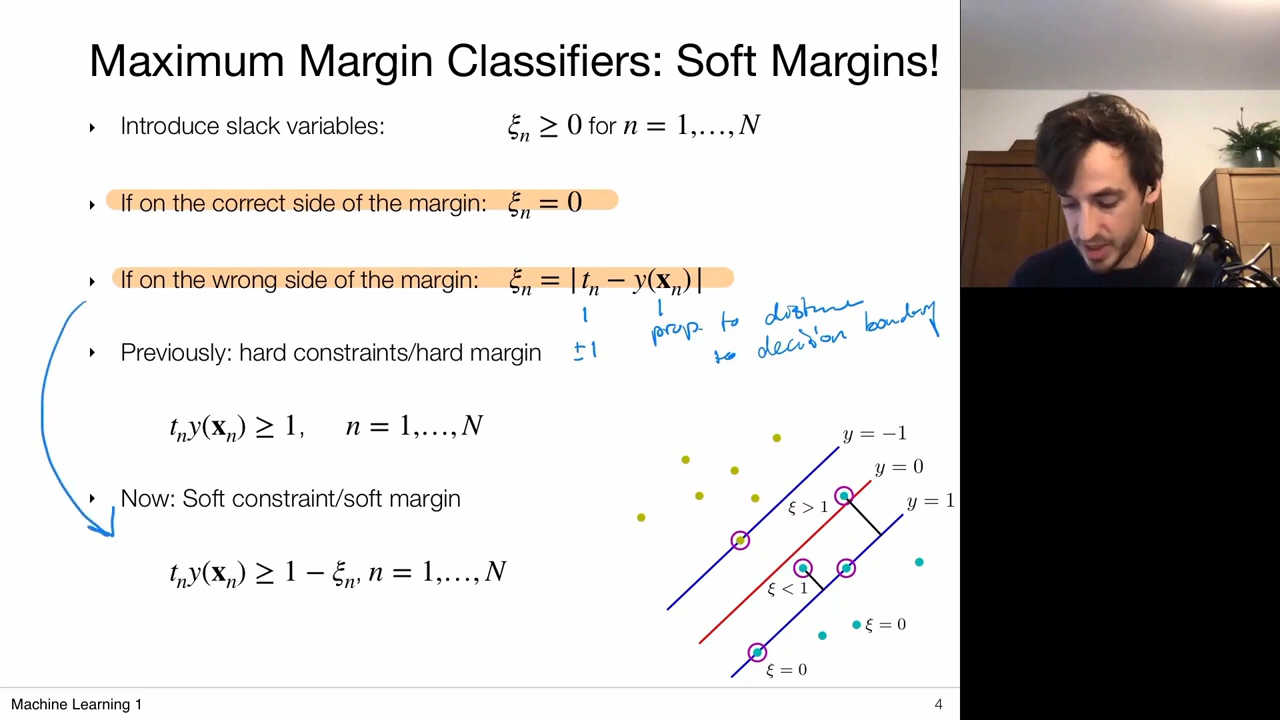 Maximum Margin Classifiers: Soft Margins!
‣ Introduce slack variables: ξₙ ≥ 0 for n = 1,…,N
‣ If on the correct side of the margin: ξₙ = 0
‣ If on the wrong side of the margin: ξₙ = |tₙ − y(𝐱ₙ)|
±1
prop. to distance
to decision boundary
‣ Previously: hard constraints/hard margin
tₙy(𝐱ₙ) ≥ 1, n = 1,…,N
‣ Now: Soft constraint/soft margin
tₙy(𝐱ₙ) ≥ 1 − ξₙ, n = 1,…,N
y = −1
y = 0
y = 1
ξ > 1
ξ < 1
ξ = 0
ξ = 0
Machine Learning 1
4